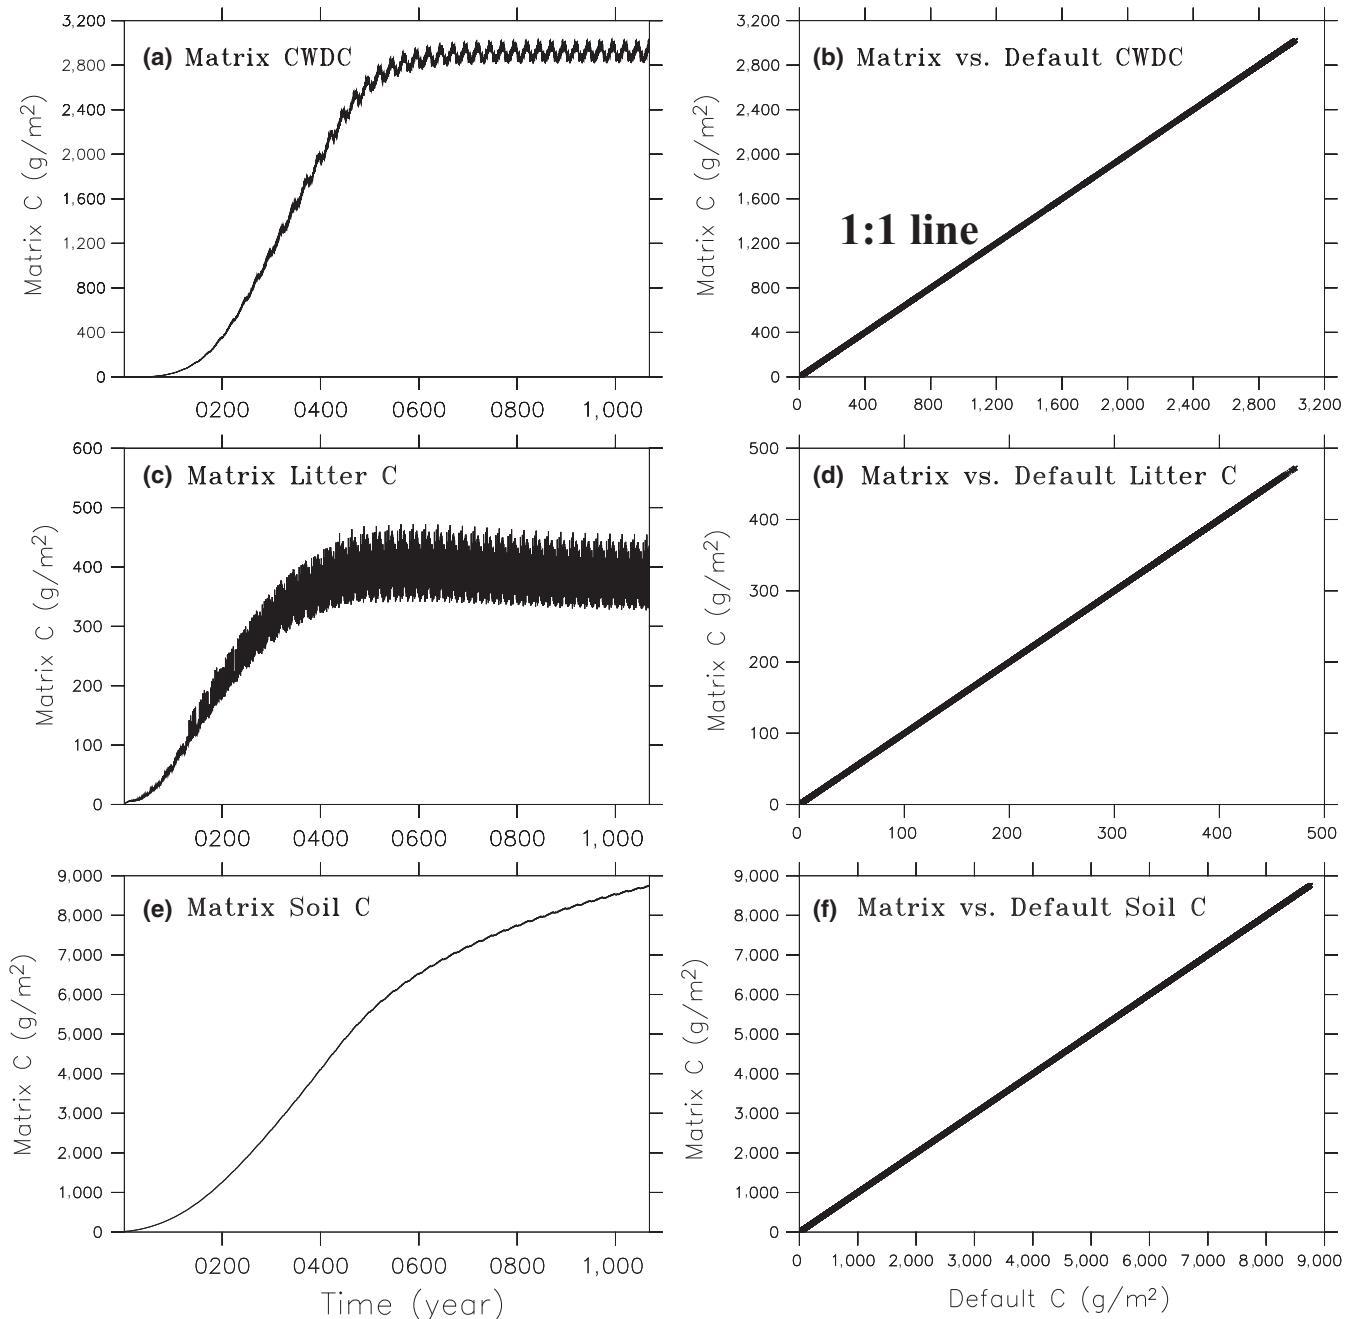 (a) Matrix CWDC
3,200
2,800
2,400
2,000
1,600
1,200
800
400
0
Matrix C (g/m2)
0200 0400 0600 0800 1,000
(b) Matrix vs. Default CWDC
3,200
2,800
2,400
2,000
1,600
1,200
800
400
0
Matrix C (g/m2)
1:1 line
0 400 800 1,200 1,600 2,000 2,400 2,800 3,200
(c) Matrix Litter C
600
500
400
300
200
100
0
Matrix C (g/m2)
0200 0400 0600 0800 1,000
(d) Matrix vs. Default Litter C
500
400
300
200
100
0
Matrix C (g/m2)
0 100 200 300 400 500
(e) Matrix Soil C
9,000
8,000
7,000
6,000
5,000
4,000
3,000
2,000
1,000
0
Matrix C (g/m2)
0200 0400 0600 0800 1,000
Time (year)
(f) Matrix vs. Default Soil C
9,000
8,000
7,000
6,000
5,000
4,000
3,000
2,000
1,000
0
Matrix C (g/m2)
0 1,000 2,000 3,000 4,000 5,000 6,000 7,000 8,000 9,000
Default C (g/m2)